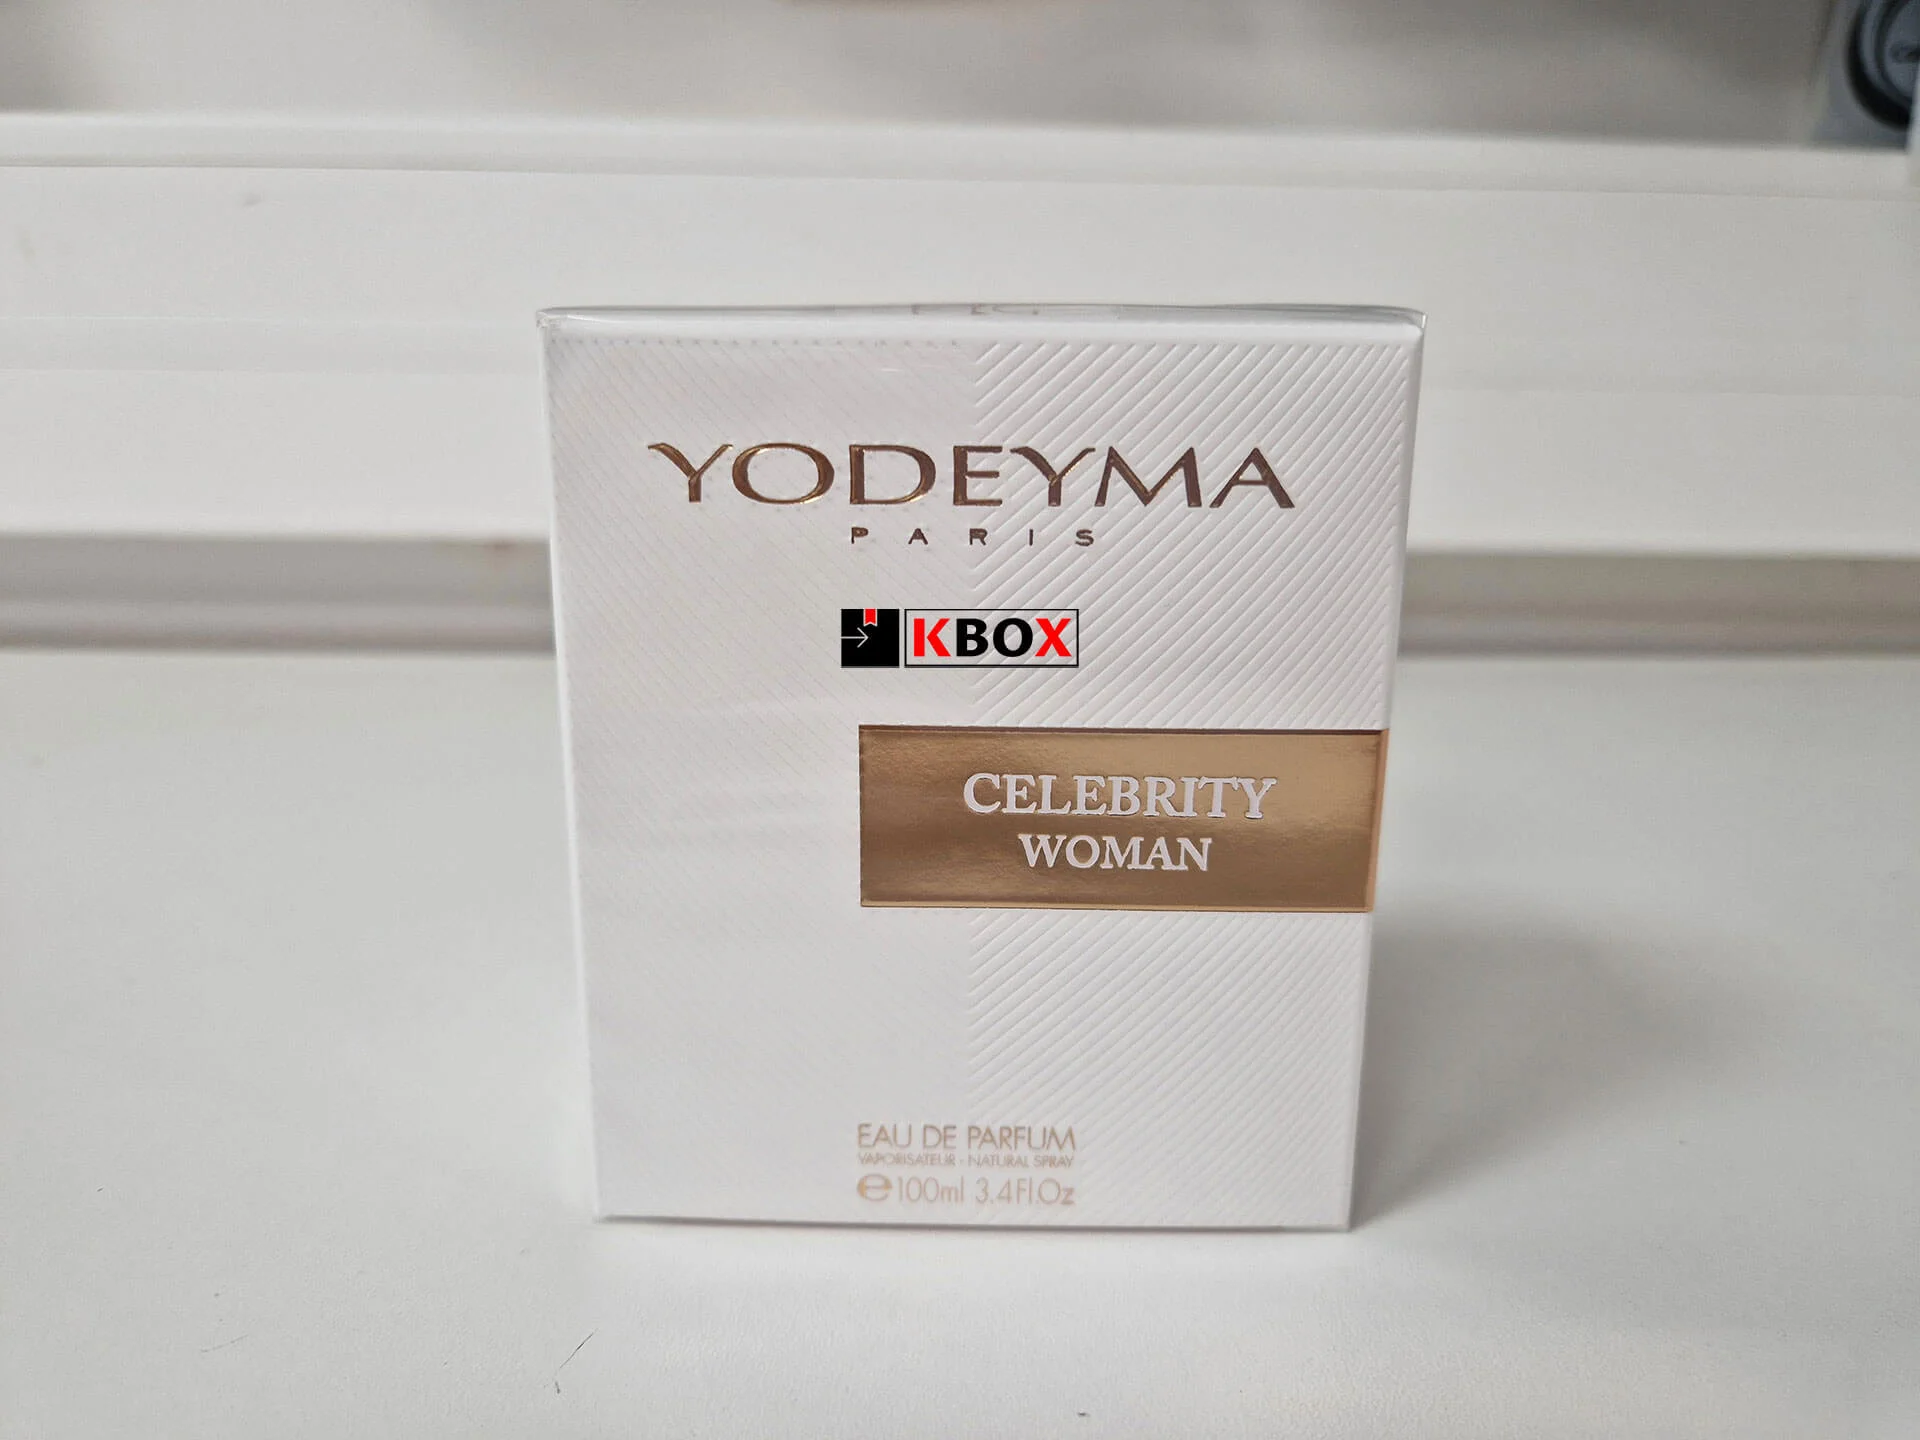 YODEYMA
PARIS
KBOX
CELEBRITY
WOMAN
EAU DE PARFUM
VAPORISATEUR - NATURAL SPRAY
e 100ml 3.4Fl.Oz